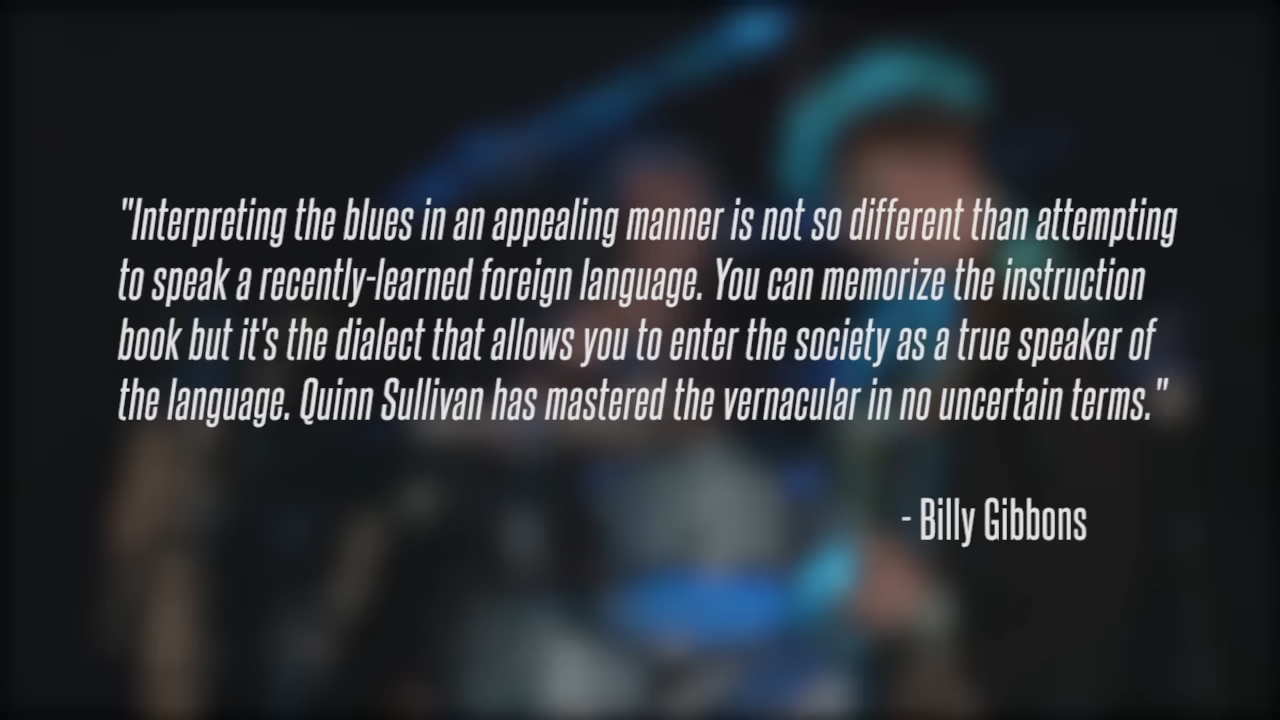 "Interpreting the blues in an appealing manner is not so different than attempting
to speak a recently-learned foreign language. You can memorize the instruction
book but it's the dialect that allows you to enter the society as a true speaker of
the language. Quinn Sullivan has mastered the vernacular in no uncertain terms."
- Billy Gibbons